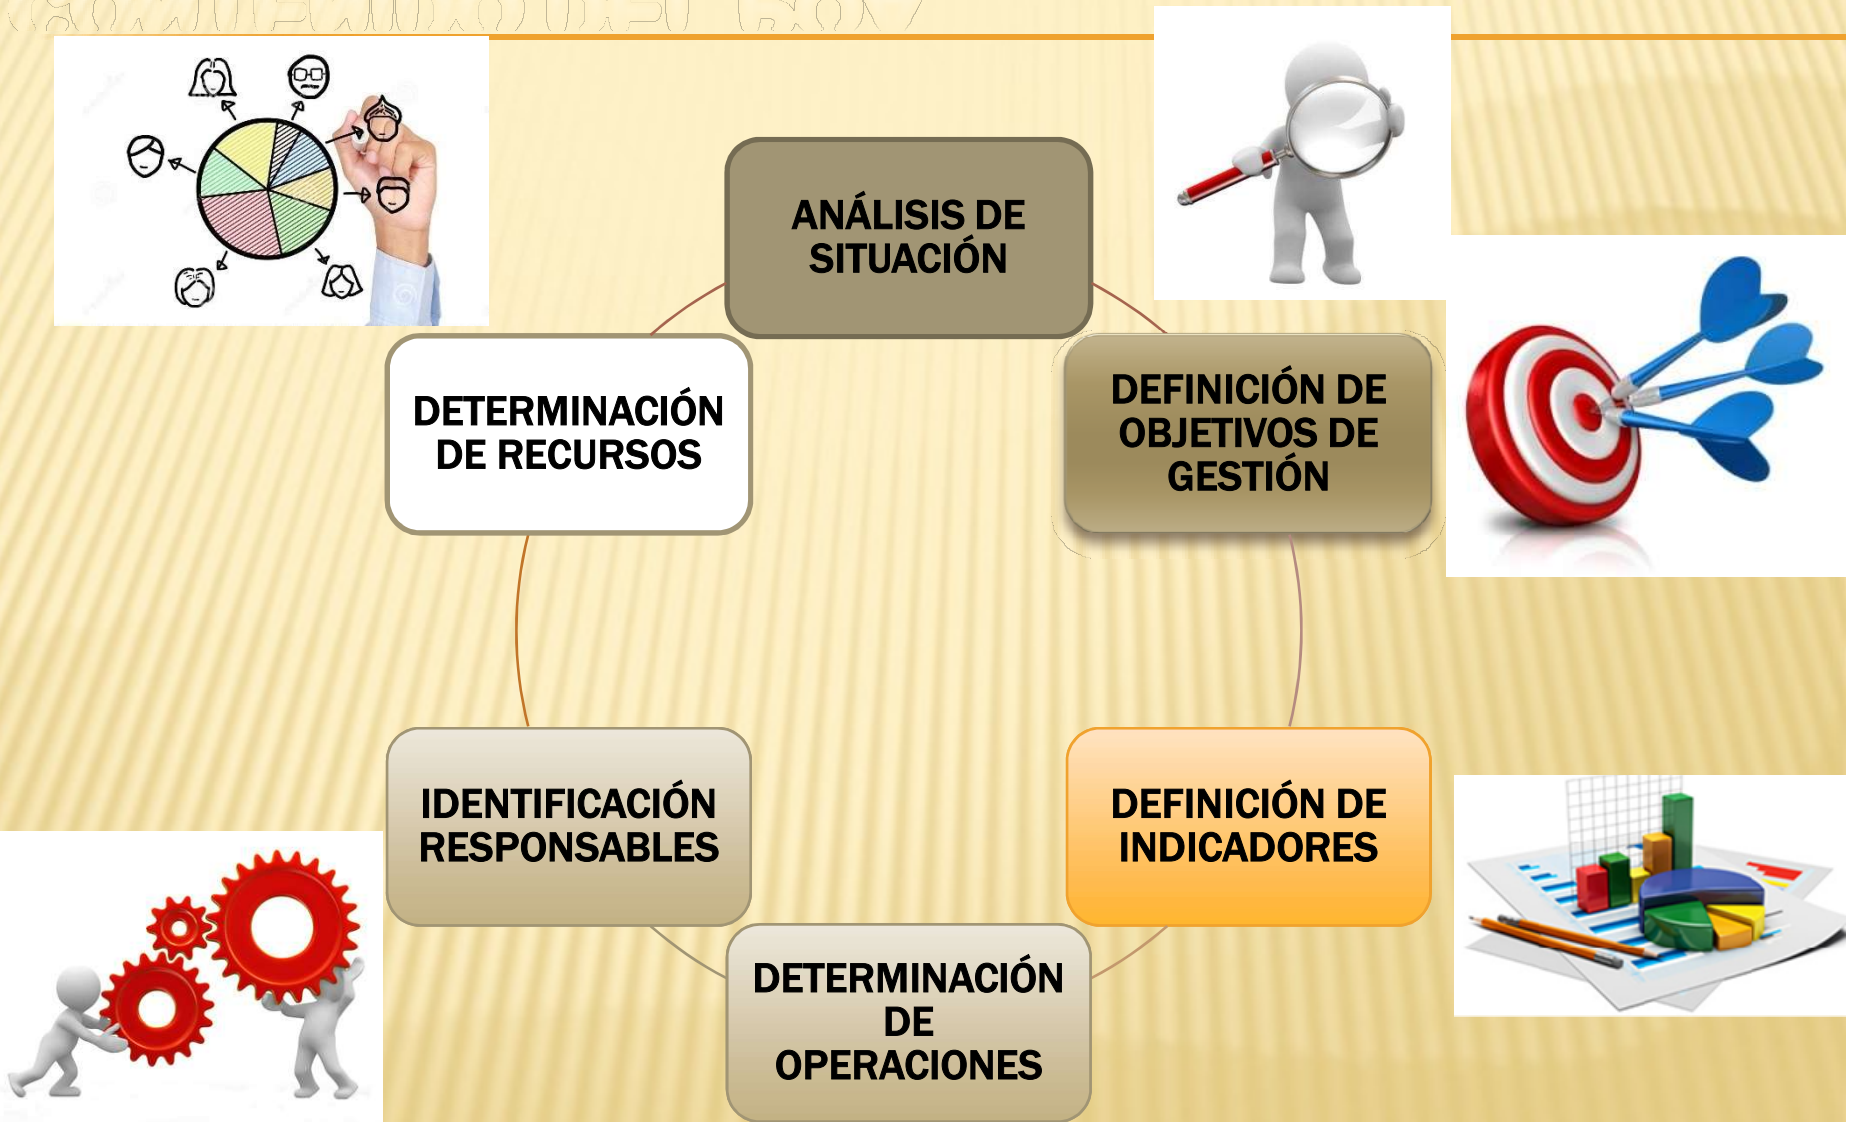 ANÁLISIS DE
SITUACIÓN
DEFINICIÓN DE
OBJETIVOS DE
GESTIÓN
DEFINICIÓN DE
INDICADORES
DETERMINACIÓN
DE
OPERACIONES
IDENTIFICACIÓN
RESPONSABLES
DETERMINACIÓN
DE RECURSOS